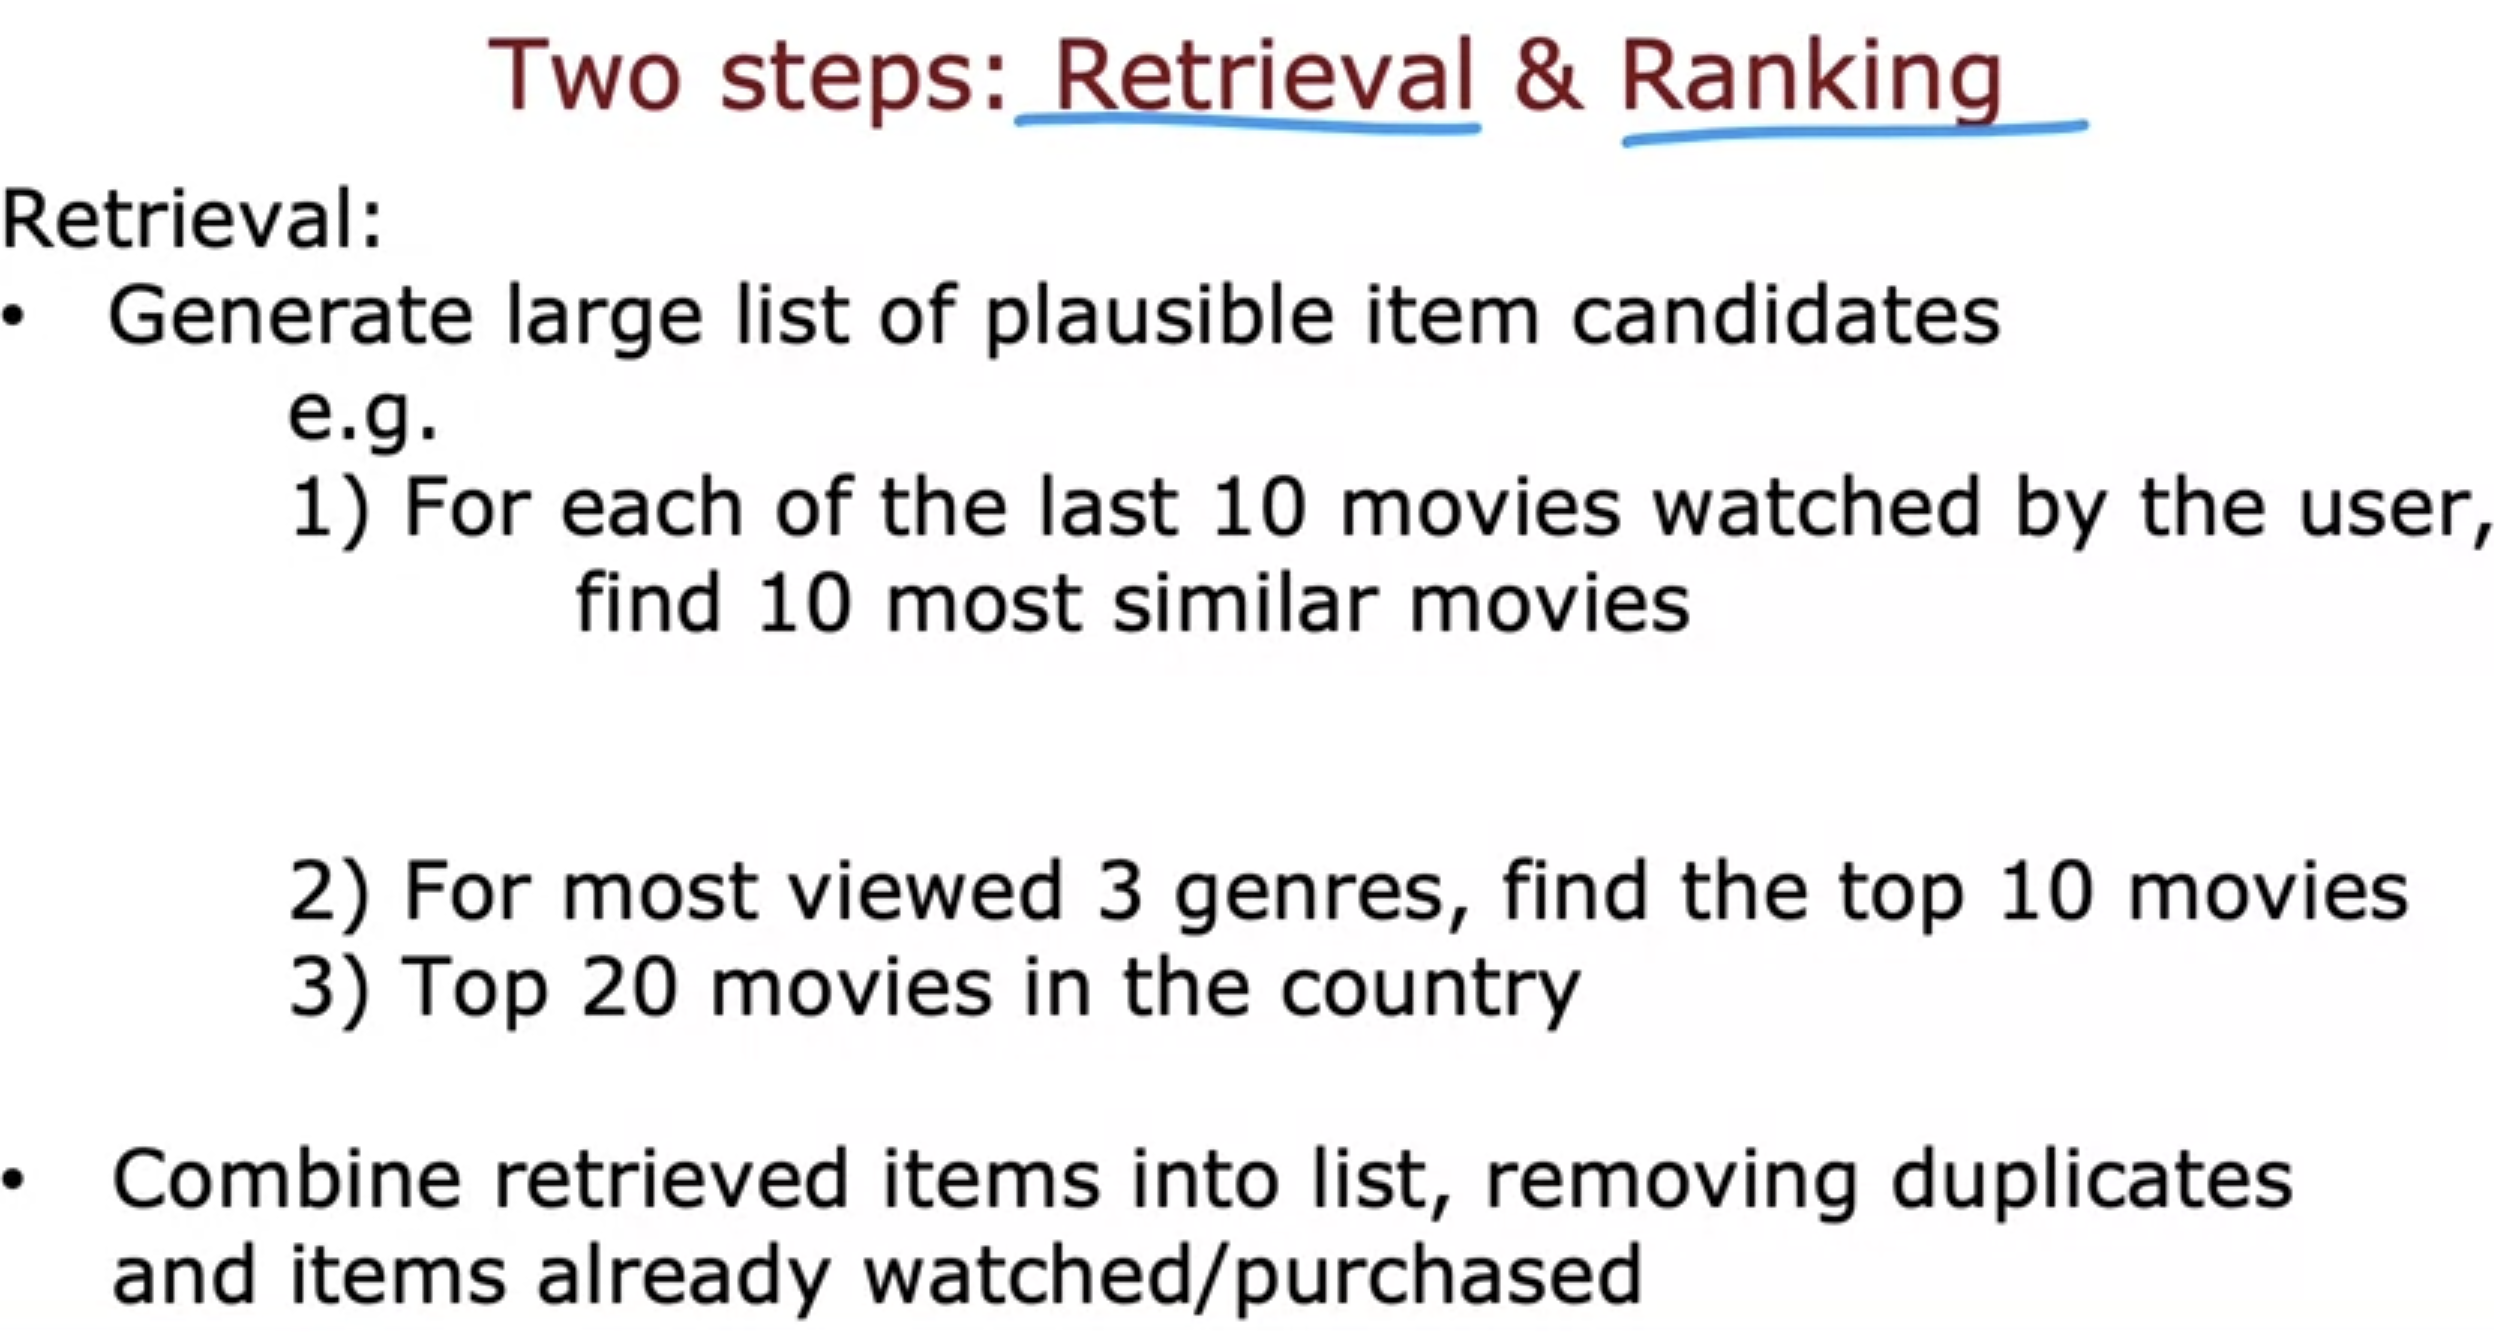 Two steps: Retrieval & Ranking
Retrieval:
• Generate large list of plausible item candidates
e.g.
1) For each of the last 10 movies watched by the user,
find 10 most similar movies
2) For most viewed 3 genres, find the top 10 movies
3) Top 20 movies in the country
• Combine retrieved items into list, removing duplicates
and items already watched/purchased